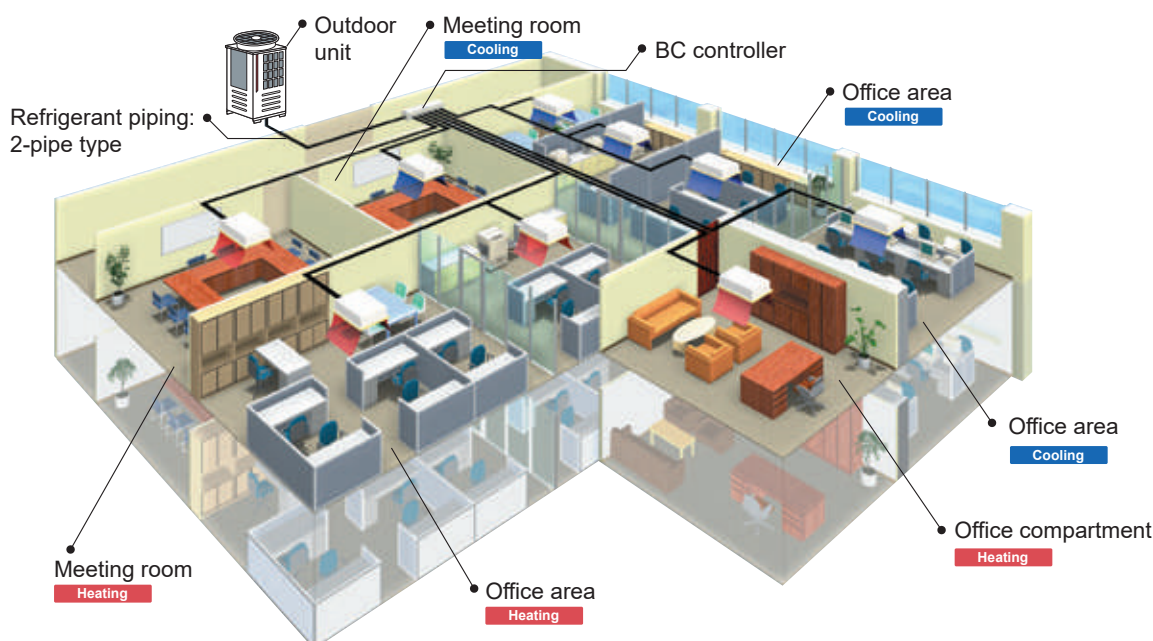 Outdoor
unit
Meeting room
Cooling
BC controller
Office area
Cooling
Refrigerant piping:
2-pipe type
Office area
Cooling
Office compartment
Heating
Meeting room
Heating
Office area
Heating